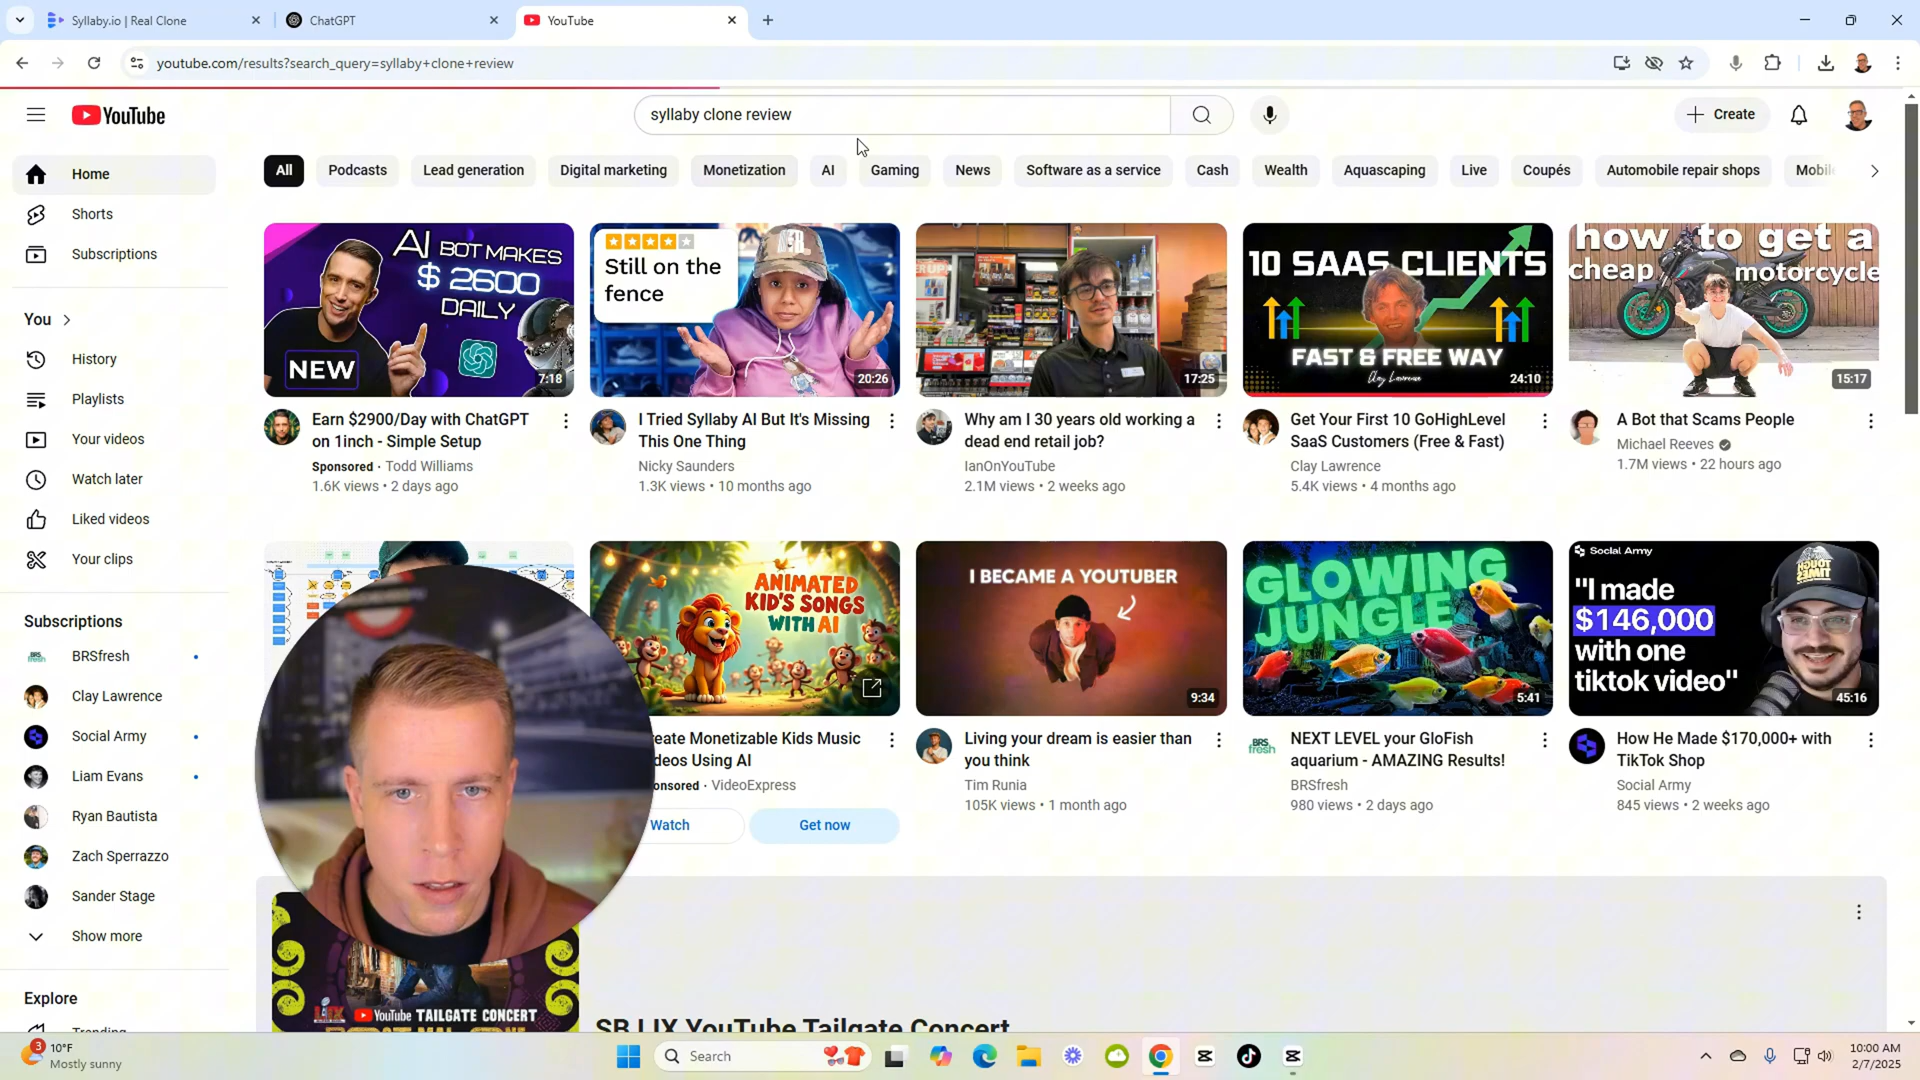 Syllaby.io | Real Clone
ChatGPT
YouTube
youtube.com/results?search_query=syllaby+clone+review
YouTube
syllaby clone review
Create
Home
Shorts
Subscriptions
You
History
Playlists
Your videos
Watch later
Liked videos
Your clips
Subscriptions
BRSfresh
Clay Lawrence
Social Army
Liam Evans
Ryan Bautista
Zach Sperrazzo
Sander Stage
Show more
Explore
Trending
All
Podcasts
Lead generation
Digital marketing
Monetization
AI
Gaming
News
Software as a service
Cash
Wealth
Aquascaping
Live
Coupés
Automobile repair shops
AI BOT MAKES
$ 2600
DAILY
NEW
7:18
Earn $2900/Day with ChatGPT
on 1inch - Simple Setup
Sponsored · Todd Williams
1.6K views • 2 days ago
Still on the
fence
20:26
I Tried Syllaby AI But It's Missing
This One Thing
Nicky Saunders
1.3K views • 10 months ago
17:25
Why am I 30 years old working a
dead end retail job?
IanOnYouTube
2.1M views • 2 weeks ago
10 SAAS CLIENTS
FAST & FREE WAY
Clay Lawrence
24:10
Get Your First 10 GoHighLevel
SaaS Customers (Free & Fast)
Clay Lawrence
5.4K views • 4 months ago
how to get a
cheap motorcycle
15:17
A Bot that Scams People
Michael Reeves
1.7M views • 22 hours ago
ANIMATED
KID'S SONGS
WITH AI
reate Monetizable Kids Music
deos Using AI
onsored · VideoExpress
Watch
Get now
I BECAME A YOUTUBER
9:34
Living your dream is easier than
you think
Tim Runia
105K views • 1 month ago
GLOWING
JUNGLE
5:41
BRS
fresh
NEXT LEVEL your GloFish
aquarium - AMAZING Results!
BRSfresh
980 views • 2 days ago
Social Army
"I made
$146,000
with one
tiktok video"
45:16
How He Made $170,000+ with
TikTok Shop
Social Army
845 views • 2 weeks ago
LIX YouTube TAILGATE CONCERT
SB LIX YouTube Tailgate Concert
3
10°F
Mostly sunny
Search
10:00 AM
2/7/2025